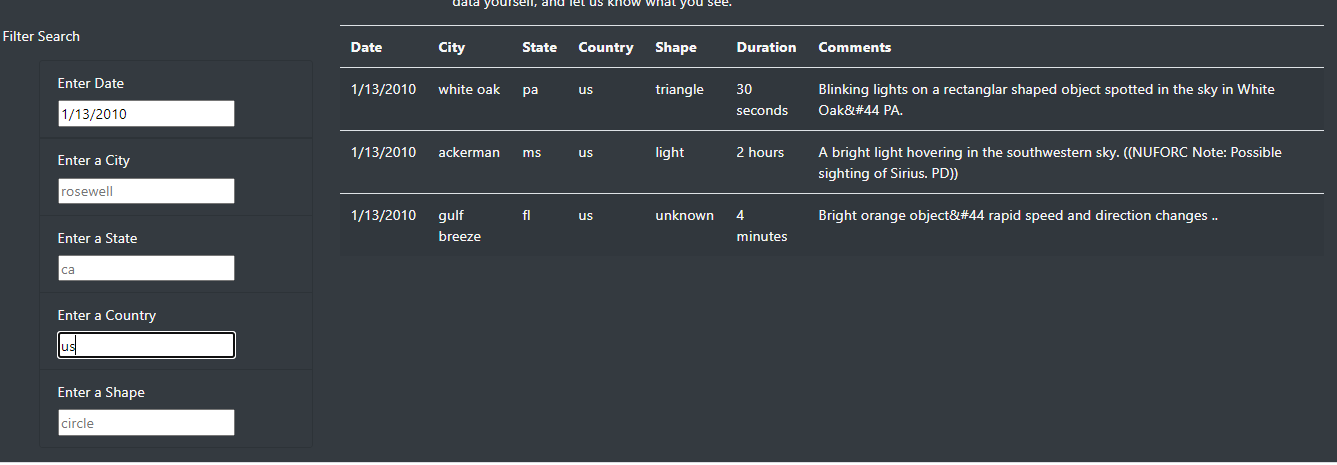 data yourself, and let us know what you see.
Filter Search
Enter Date
1/13/2010
Enter a City
rosewell
Enter a State
ca
Enter a Country
us
Enter a Shape
circle
Date City State Country Shape Duration Comments
1/13/2010 white oak pa us triangle 30 Blinking lights on a rectanglar shaped object spotted in the sky in White
seconds Oak&#44 PA.
1/13/2010 ackerman ms us light 2 hours A bright light hovering in the southwestern sky. ((NUFORC Note: Possible
sighting of Sirius. PD))
1/13/2010 gulf fl us unknown 4 Bright orange object&#44 rapid speed and direction changes ..
breeze minutes